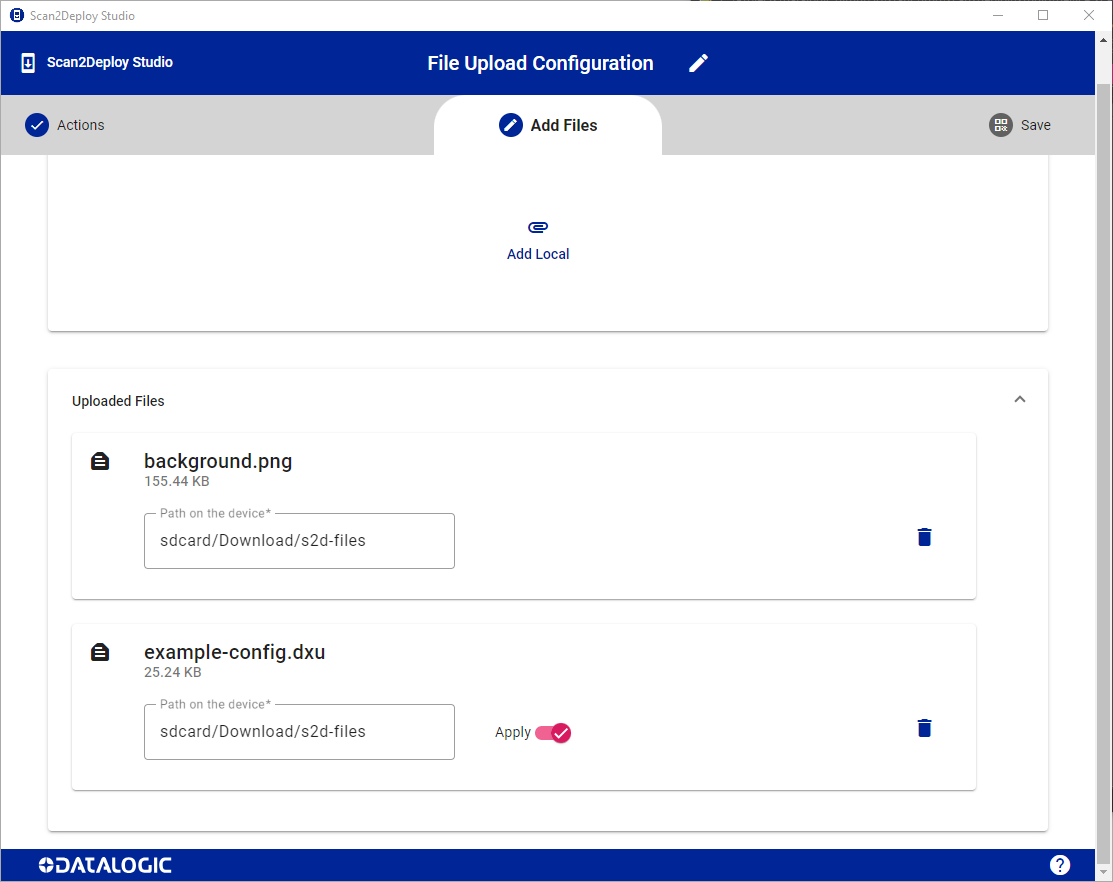 Scan2Deploy Studio
Scan2Deploy Studio
File Upload Configuration
Actions
Add Files
Save
Add Local
Uploaded Files
background.png
155.44 KB
Path on the device*
sdcard/Download/s2d-files
example-config.dxu
25.24 KB
Path on the device*
sdcard/Download/s2d-files
Apply
DATALOGIC
?